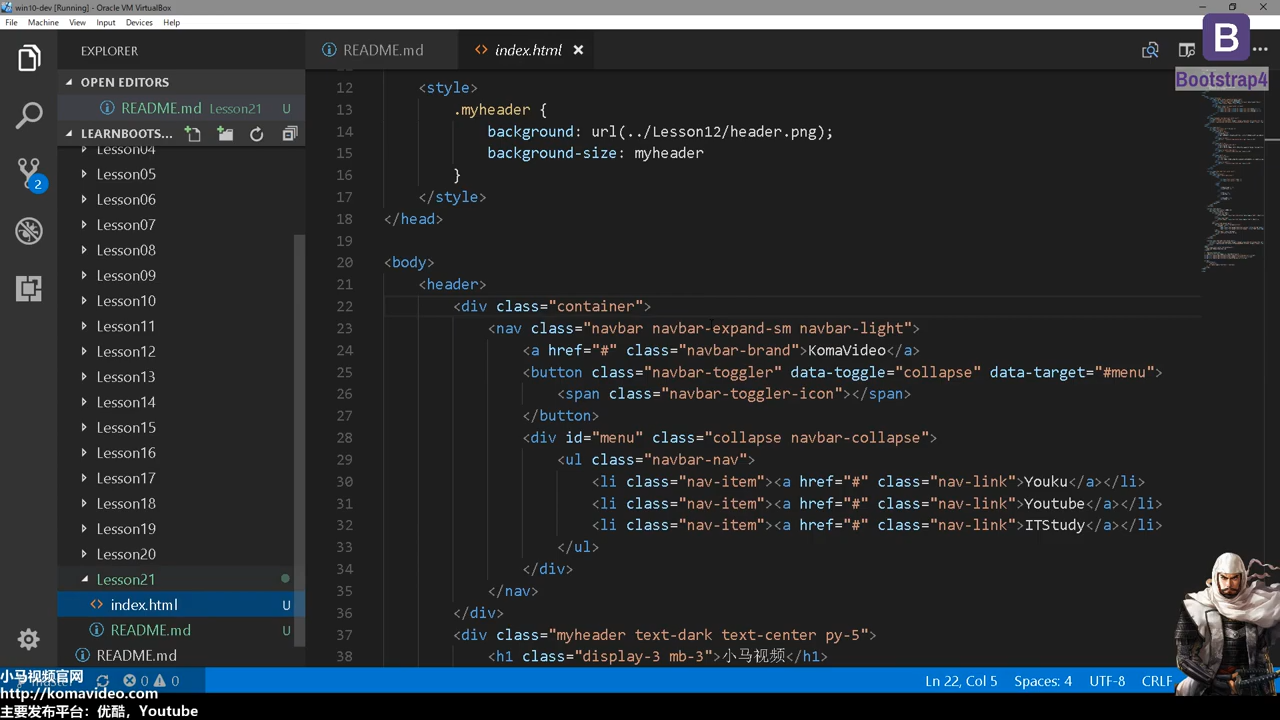 win10-dev [Running] - Oracle VM VirtualBox
File Machine View Input Devices Help
EXPLORER
README.md
index.html
B
Bootstrap4
OPEN EDITORS
README.md Lesson21 U
LEARNBOOTS...
Lesson04
Lesson05
Lesson06
Lesson07
Lesson08
Lesson09
Lesson10
Lesson11
Lesson12
Lesson13
Lesson14
Lesson15
Lesson16
Lesson17
Lesson18
Lesson19
Lesson20
Lesson21
index.html U
README.md U
README.md
2
12 <style>
13 .myheader {
14 background: url(../Lesson12/header.png);
15 background-size: myheader
16 }
17 </style>
18 </head>
19
20 <body>
21 <header>
22 <div class="container">
23 <nav class="navbar navbar-expand-sm navbar-light">
24 <a href="#" class="navbar-brand">KomaVideo</a>
25 <button class="navbar-toggler" data-toggle="collapse" data-target="#menu">
26 <span class="navbar-toggler-icon"></span>
27 </button>
28 <div id="menu" class="collapse navbar-collapse">
29 <ul class="navbar-nav">
30 <li class="nav-item"><a href="#" class="nav-link">Youku</a></li>
31 <li class="nav-item"><a href="#" class="nav-link">Youtube</a></li>
32 <li class="nav-item"><a href="#" class="nav-link">ITStudy</a></li>
33 </ul>
34 </div>
35 </nav>
36 </div>
37 <div class="myheader text-dark text-center py-5">
38 <h1 class="display-3 mb-3">小马视频</h1>
0 0
Ln 22, Col 5 Spaces: 4 UTF-8 CRLF
小马视频官网
http://komavideo.com
主要发布平台: 优酷, Youtube